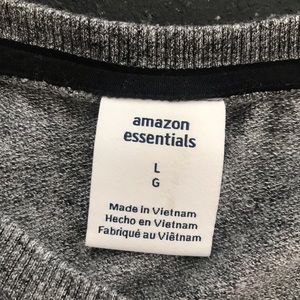 amazon
essentials
L
G
Made in Vietnam
Hecho en Vietnam
Fabriqué au Viêtnam